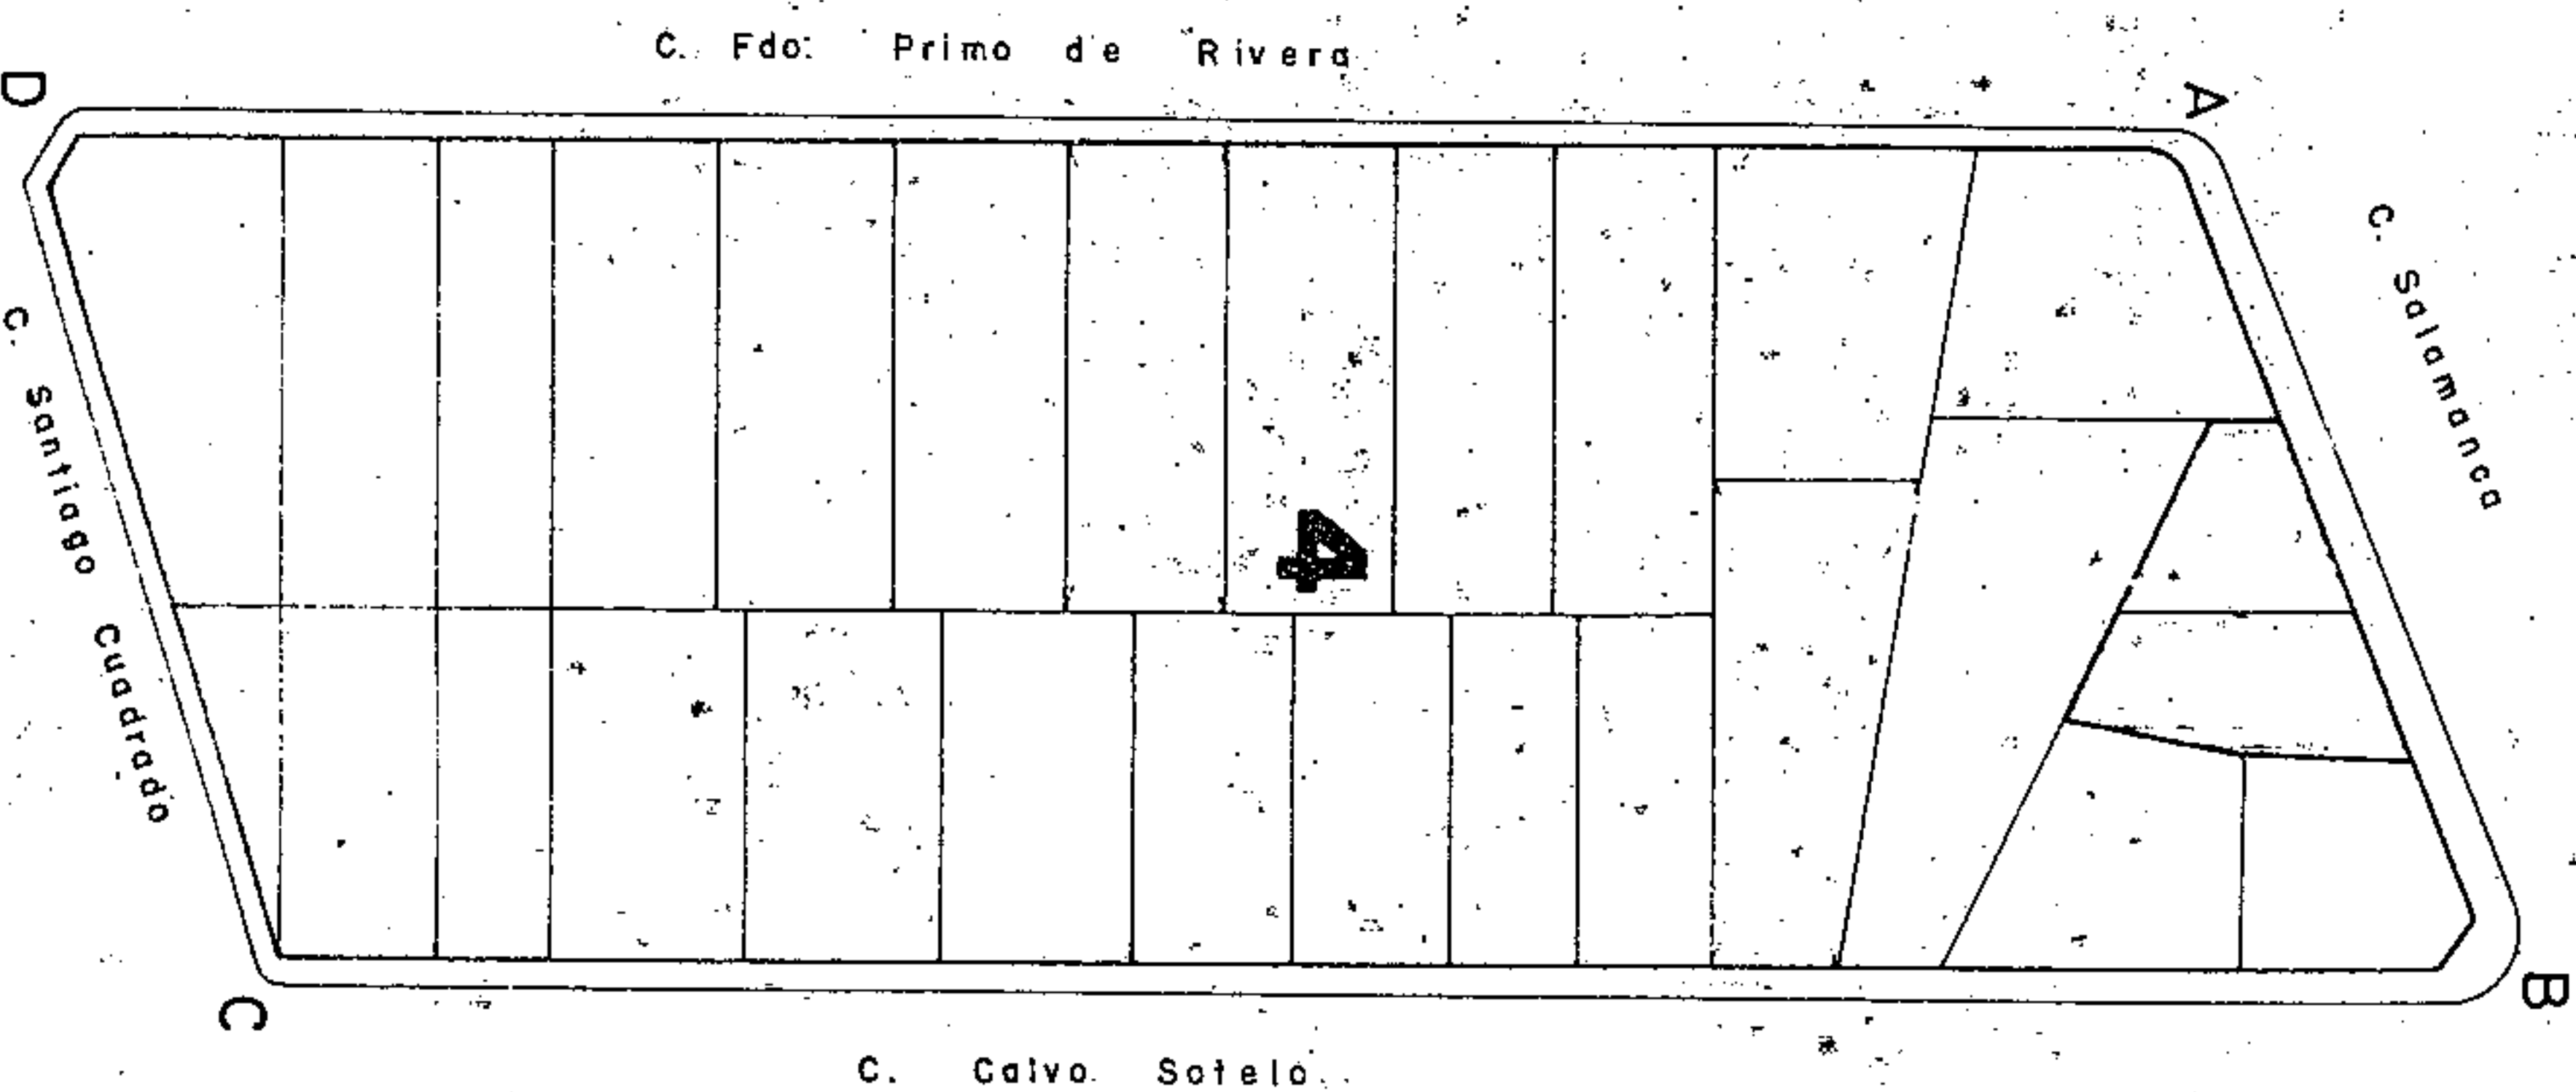 C. Fdo. Primo de Rivera
D
A
C. Salamanca
4
C. Santiago Cuadrado
C
B
C. Calvo Sotelo